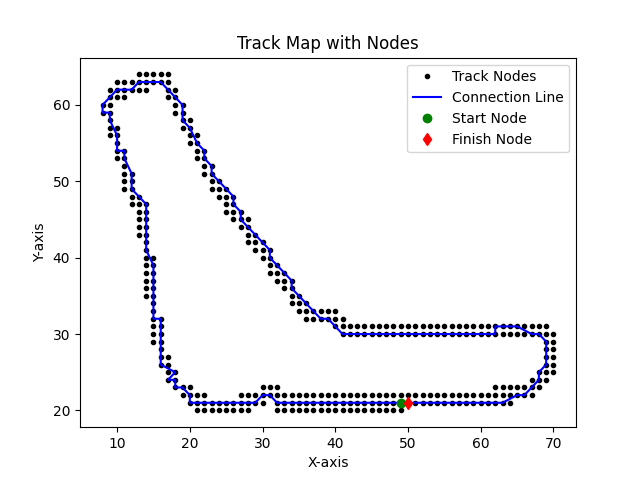 Track Map with Nodes
Track Nodes
Connection Line
Start Node
Finish Node
Y-axis
60
50
40
30
20
10 20 30 40 50 60 70
X-axis